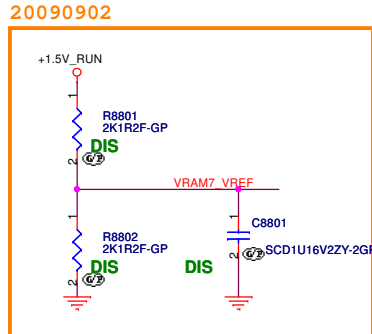 20090902
+1.5V_RUN
1
R8801
2K1R2F-GP
DIS
2
G/P
VRAM7_VREF
1
R8802
2K1R2F-GP
DIS
2
G/P
1
C8801
2
G/P
SCD1U16V2ZY-2GP
DIS